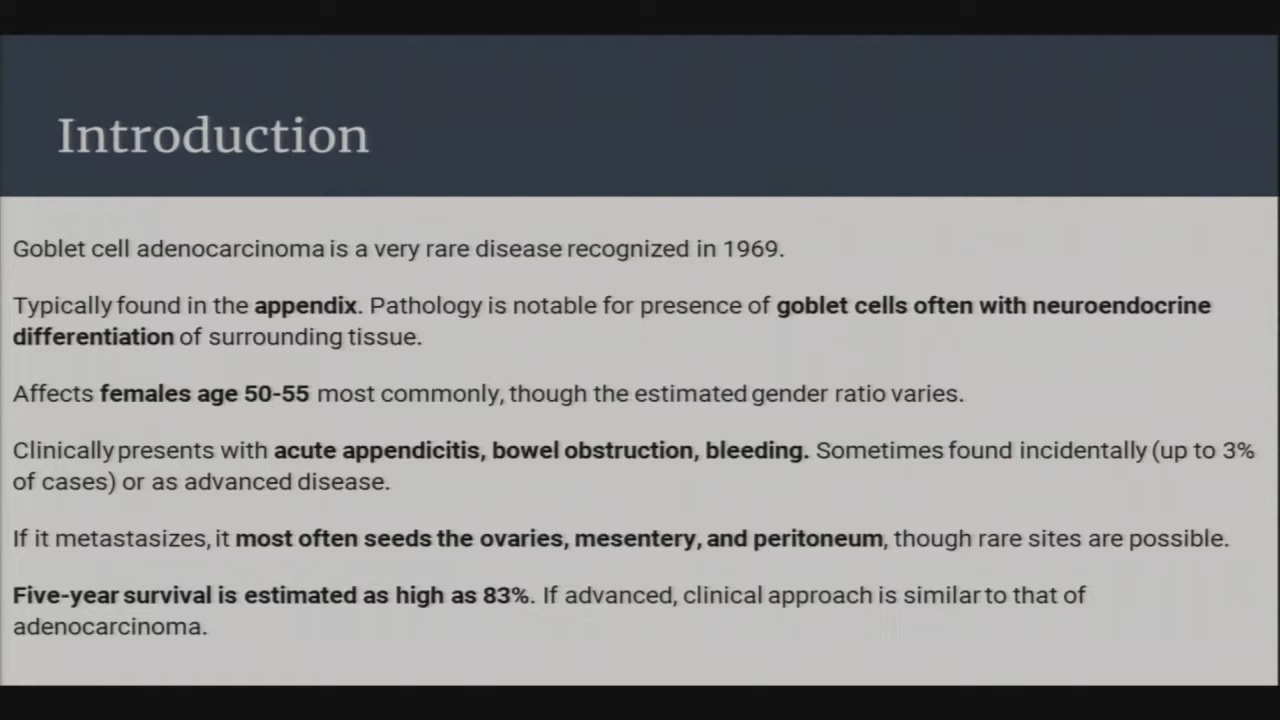 Introduction
Goblet cell adenocarcinoma is a very rare disease recognized in 1969.
Typically found in the appendix. Pathology is notable for presence of goblet cells often with neuroendocrine
differentiation of surrounding tissue.
Affects females age 50-55 most commonly, though the estimated gender ratio varies.
Clinically presents with acute appendicitis, bowel obstruction, bleeding. Sometimes found incidentally (up to 3%
of cases) or as advanced disease.
If it metastasizes, it most often seeds the ovaries, mesentery, and peritoneum, though rare sites are possible.
Five-year survival is estimated as high as 83%. If advanced, clinical approach is similar to that of
adenocarcinoma.